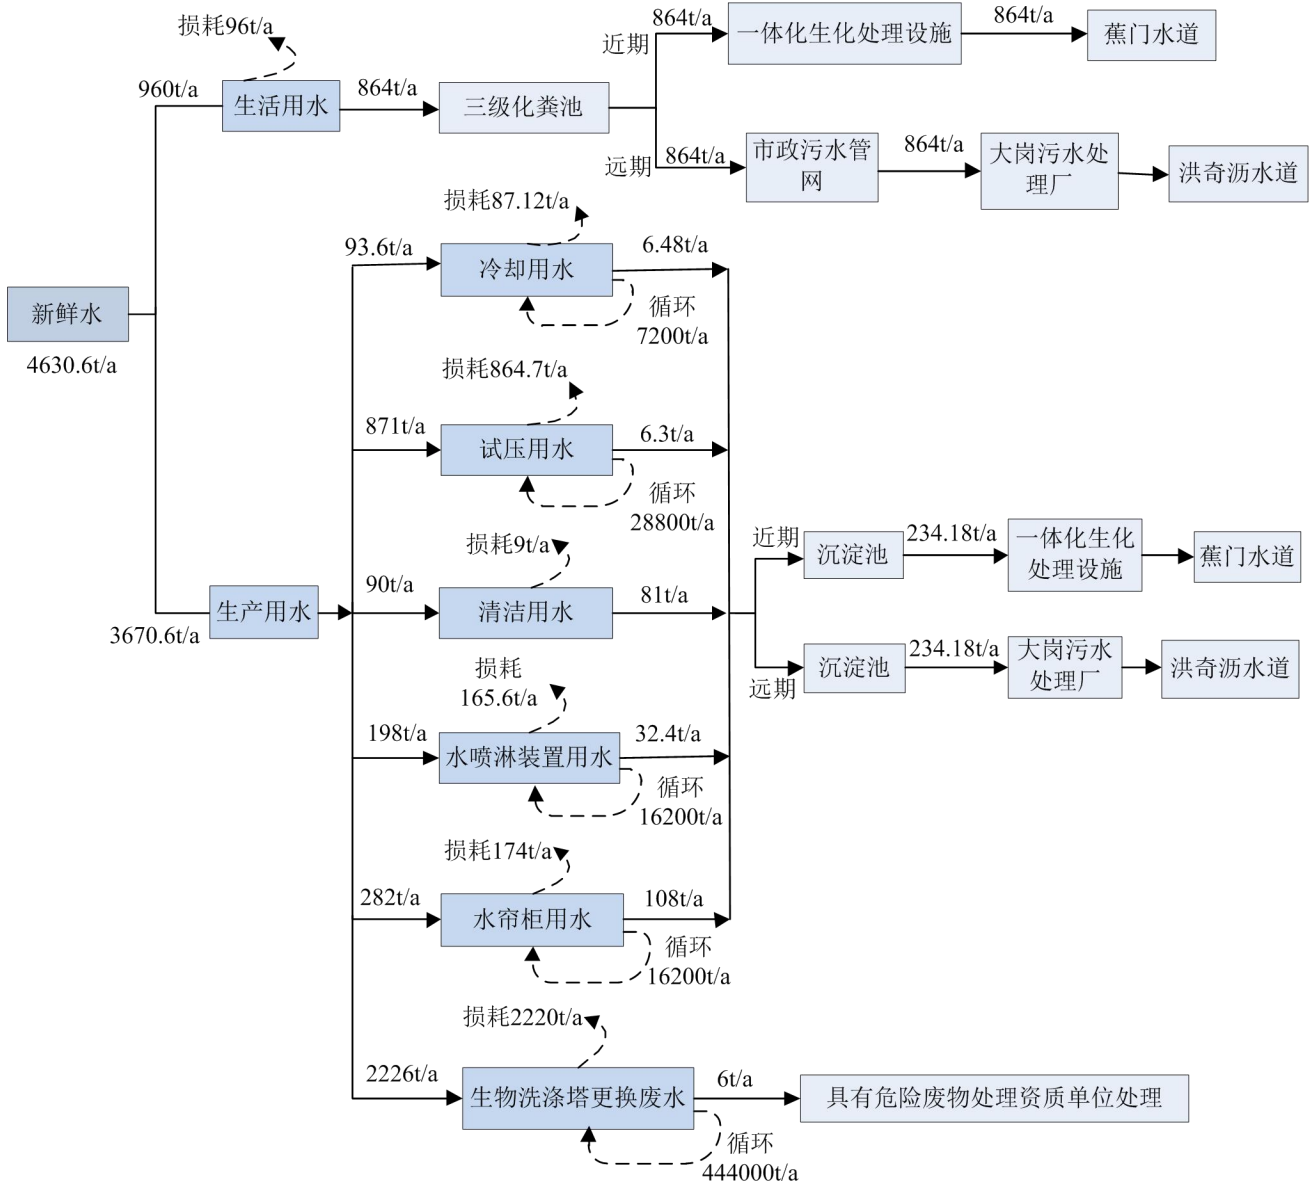 损耗96t/a
960t/a
生活用水
864t/a
三级化粪池
近期
864t/a
一体化生化处理设施
864t/a
蕉门水道
远期
864t/a
市政污水管
网
864t/a
大岗污水处
理厂
洪奇沥水道
新鲜水
4630.6t/a
3670.6t/a
生产用水
93.6t/a
损耗87.12t/a
冷却用水
6.48t/a
循环
7200t/a
871t/a
损耗864.7t/a
试压用水
6.3t/a
循环
28800t/a
90t/a
损耗9t/a
清洁用水
81t/a
近期
沉淀池
234.18t/a
一体化生化
处理设施
蕉门水道
远期
沉淀池
234.18t/a
大岗污水
处理厂
洪奇沥水道
198t/a
损耗
165.6t/a
水喷淋装置用水
32.4t/a
循环
16200t/a
282t/a
损耗174t/a
水帘柜用水
108t/a
循环
16200t/a
2226t/a
损耗2220t/a
生物洗涤塔更换废水
6t/a
具有危险废物处理资质单位处理
循环
444000t/a